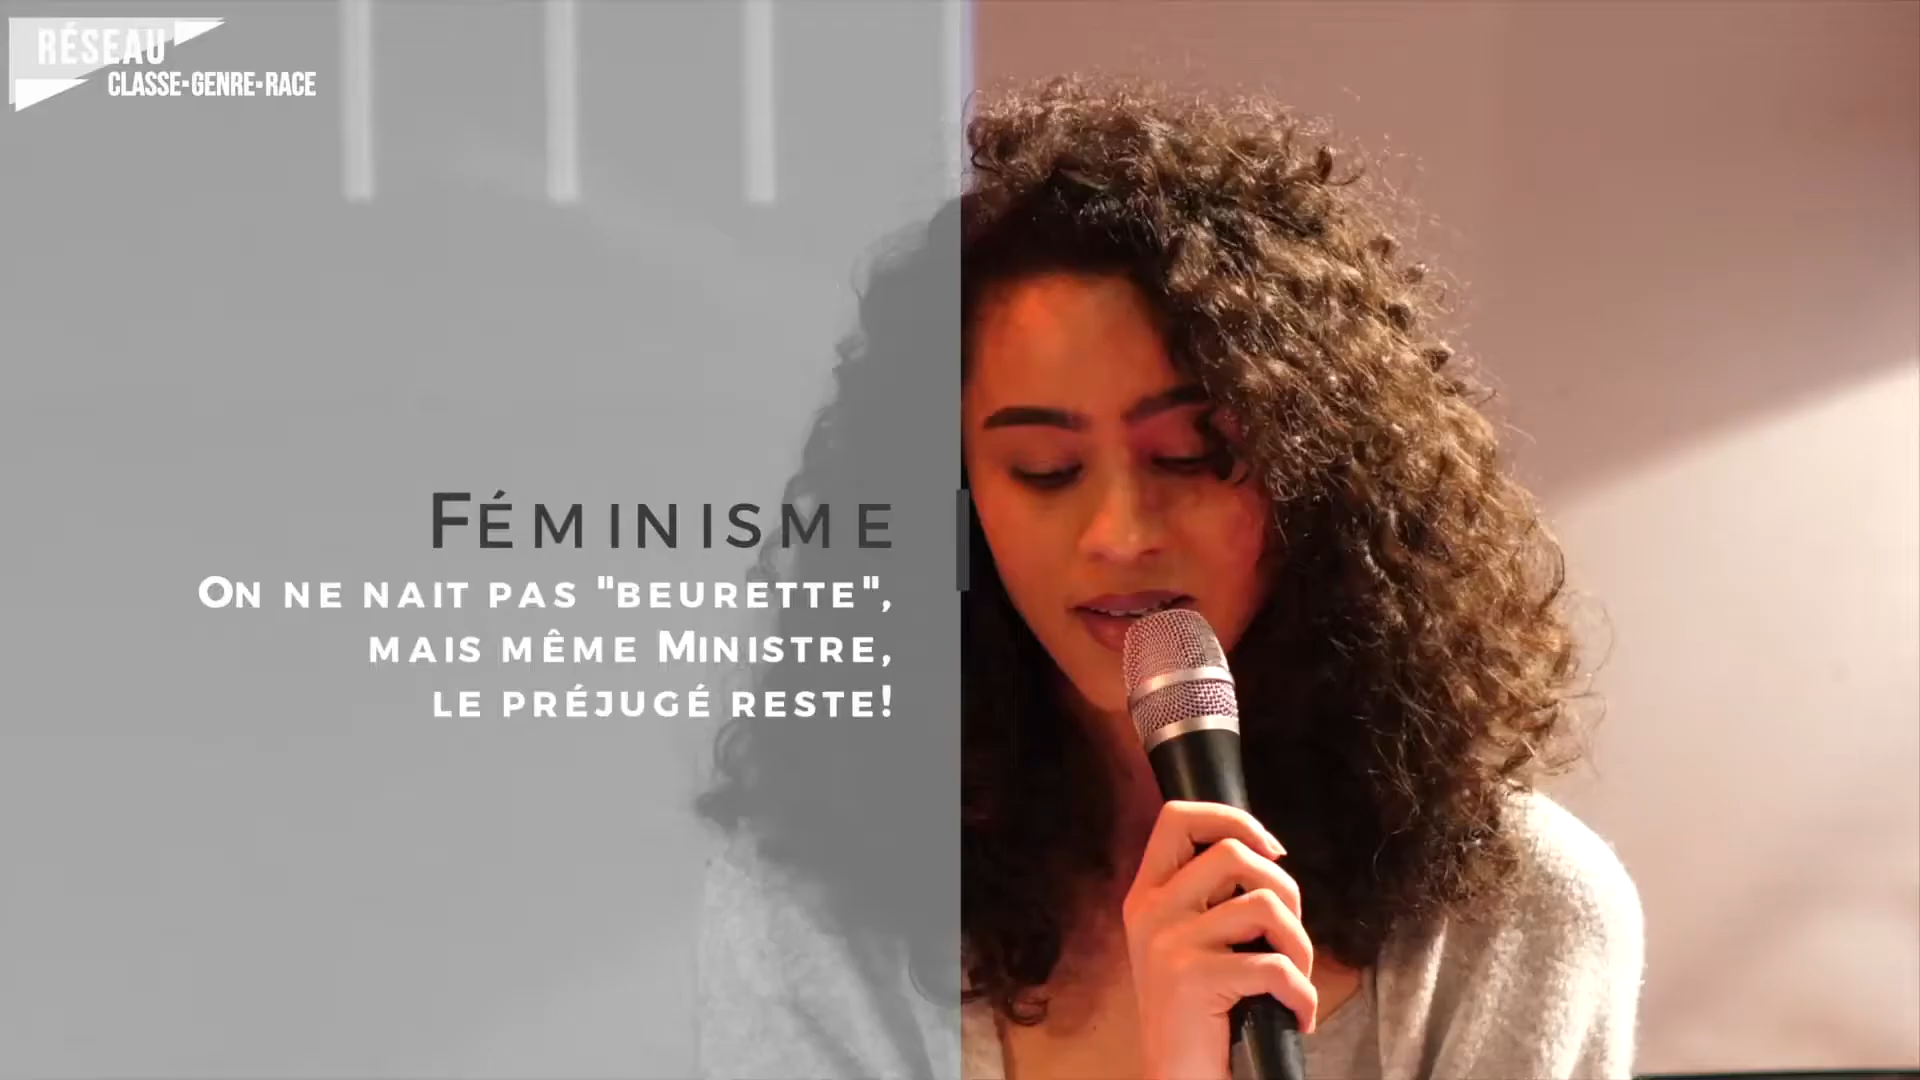 RÉSEAU
CLASSE·GENRE·RACE
FÉMINISME
ON NE NAIT PAS "BEURETTE",
MAIS MÊME MINISTRE,
LE PRÉJUGÉ RESTE!